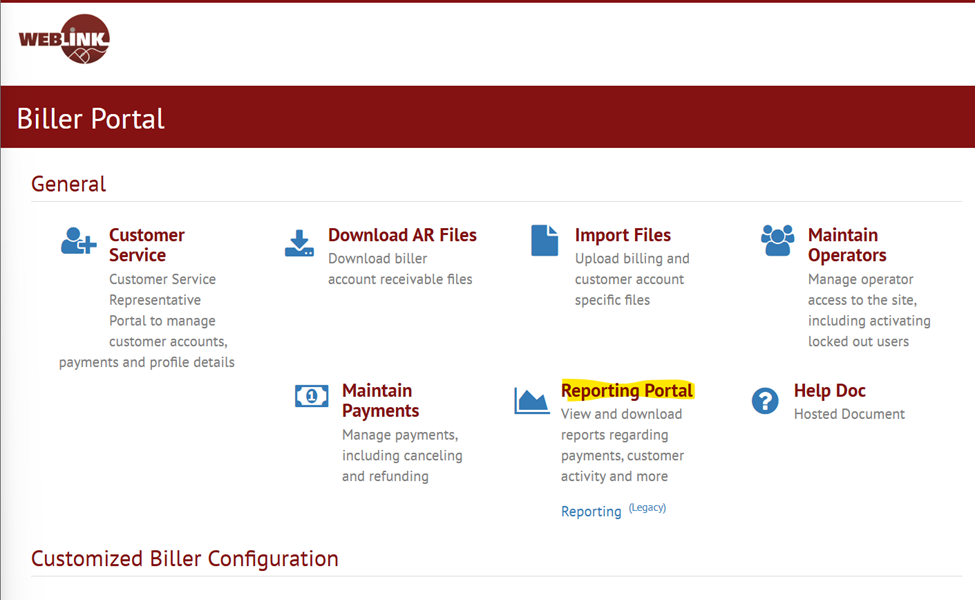 WEBLINK
Biller Portal
General
Customer
Service
Customer Service
Representative
Portal to manage
customer accounts,
payments and profile details
Download AR Files
Download biller
account receivable files
Import Files
Upload billing and
customer account
specific files
Maintain
Operators
Manage operator
access to the site,
including activating
locked out users
1
Maintain
Payments
Manage payments,
including canceling
and refunding
Reporting Portal
View and download
reports regarding
payments, customer
activity and more
Reporting (Legacy)
?
Help Doc
Hosted Document
Customized Biller Configuration